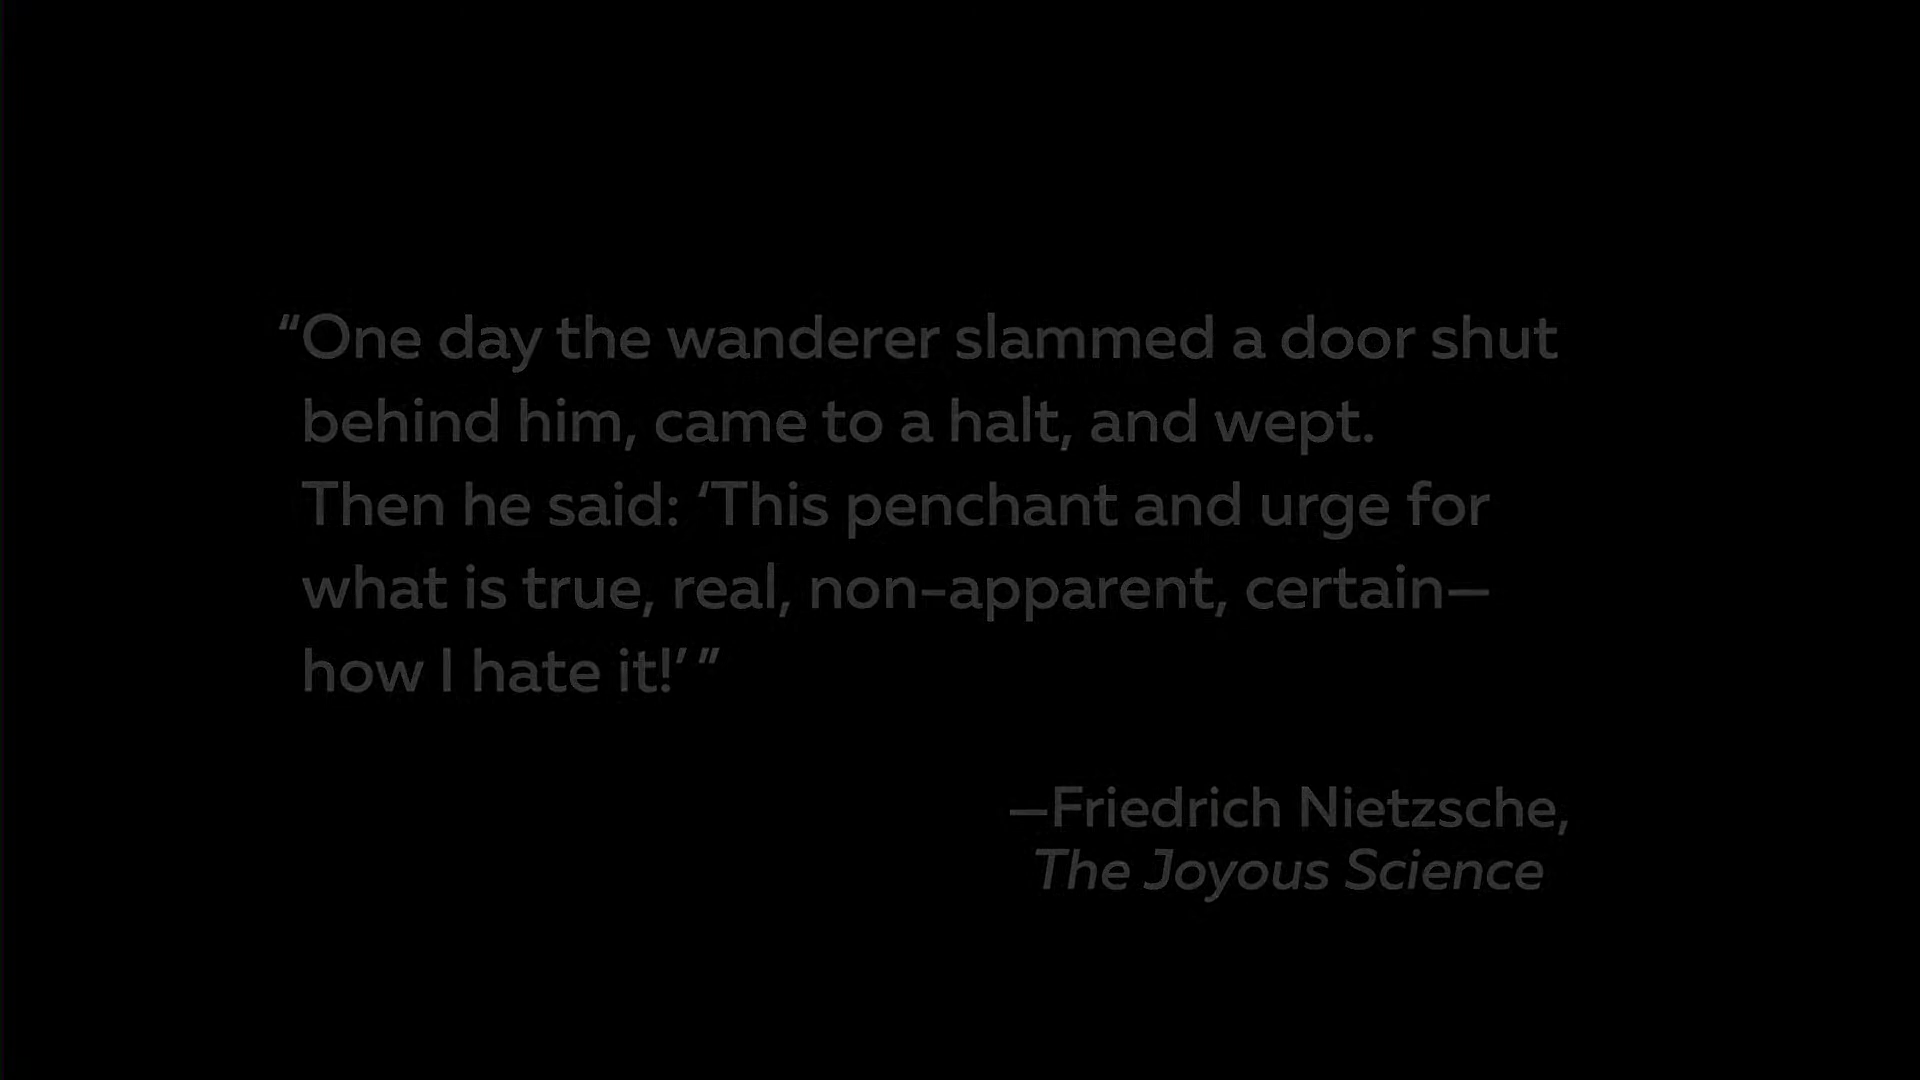 “One day the wanderer slammed a door shut
behind him, came to a halt, and wept.
Then he said: ‘This penchant and urge for
what is true, real, non-apparent, certain—
how I hate it!’ ”
—Friedrich Nietzsche,
The Joyous Science